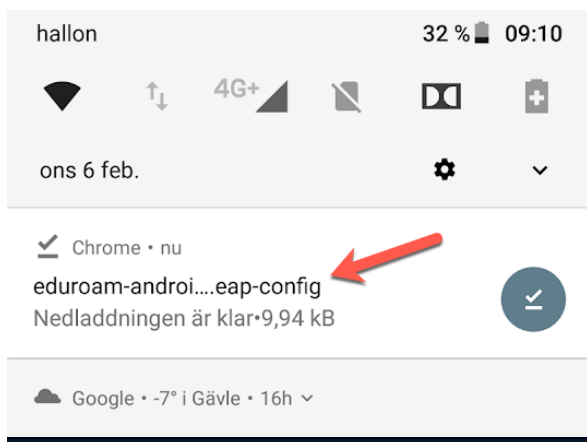 hallon 32 % 09:10
4G+
ons 6 feb.
Chrome • nu
eduroam-androi....eap-config
Nedladdningen är klar•9,94 kB
Google • -7° i Gävle • 16h